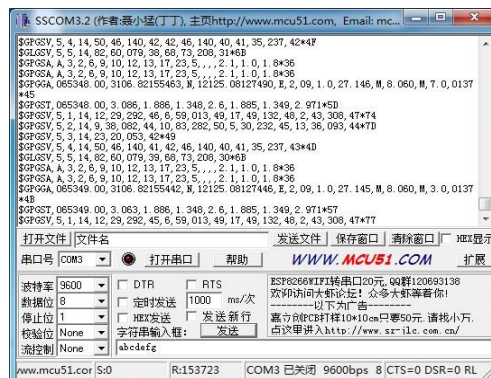 SSCOM3.2 (作者:聂小猛(丁丁), 主页http://www.mcu51.com, Email: mc...
$GPGSV, 5, 4, 14, 50, 46, 140, 42, 42, 46, 140, 40, 41, 35, 237, 42*4F
$GLGSV, 5, 5, 14, 82, 60, 079, 38, 68, 73, 208, 31*6B
$GPGSA, A, 3, 2, 6, 9, 10, 12, 13, 17, 23, 5, , , , 2. 1, 1. 0, 1. 8*36
$GPGSA, A, 3, 2, 6, 9, 10, 12, 13, 17, 23, 5, , , , 2. 1, 1. 0, 1. 8*36
$GPGGA, 065348. 00, 3106. 82155463, N, 12125. 08127490, E, 2, 09, 1. 0, 27. 146, M, 8. 060, M, 7. 0, 0137
*45
$GPGST, 065348. 00, 3. 086, 1. 886, 1. 348, 2. 6, 1. 885, 1. 349, 2. 971*5D
$GPGSV, 5, 1, 14, 12, 29, 292, 46, 6, 59, 013, 49, 17, 49, 132, 48, 2, 43, 308, 47*74
$GPGSV, 5, 2, 14, 9, 38, 082, 44, 10, 83, 282, 50, 5, 30, 232, 45, 13, 36, 093, 44*7D
$GPGSV, 5, 3, 14, 23, 20, 053, 42*49
$GPGSV, 5, 4, 14, 50, 46, 140, 41, 42, 46, 140, 40, 41, 35, 237, 43*4D
$GLGSV, 5, 5, 14, 82, 60, 079, 39, 68, 73, 208, 30*6B
$GPGSA, A, 3, 2, 6, 9, 10, 12, 13, 17, 23, 5, , , , 2. 1, 1. 0, 1. 8*36
$GPGSA, A, 3, 2, 6, 9, 10, 12, 13, 17, 23, 5, , , , 2. 1, 1. 0, 1. 8*36
$GPGGA, 065349. 00, 3106. 82155442, N, 12125. 08127446, E, 2, 09, 1. 0, 27. 145, M, 8. 060, M, 3. 0, 0137
*4B
$GPGST, 065349. 00, 3. 063, 1. 886, 1. 348, 2. 6, 1. 885, 1. 349, 2. 971*57
$GPGSV, 5, 1, 14, 12, 29, 292, 45, 6, 59, 013, 49, 17, 49, 132, 48, 2, 43, 308, 48*77
打开文件 文件名 发送文件 保存窗口 清除窗口 HEX显示
串口号 COM3 打开串口 帮助 WWW.MCU51.COM 扩展
波特率 9600 DTR RTS
数据位 8 定时发送 1000 ms/次
停止位 1 HEX发送 发送新行
校验位 None 字符串输入框: 发送
流控制 None abcdefg
ESP8266WIFI转串口20元, QQ群120693138
欢迎访问大虾论坛! 众多大虾等着你!
--------以下为广告--------
嘉立创PCB打样10*10cm只要50元. 请找小万.
点这里进入http://www.sz-jlc.com.cn/
www.mcu51.cor S:0 R:153723 COM3 已关闭 9600bps 8 CTS=0 DSR=0 RL